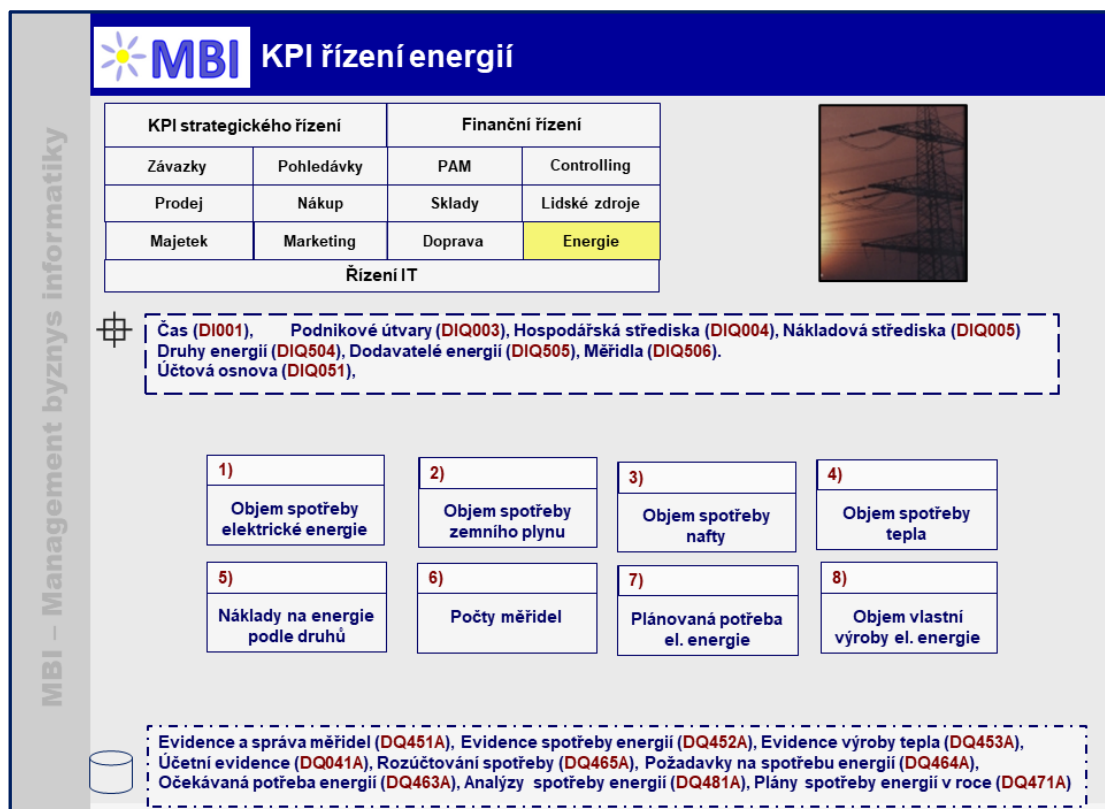 MBI KPI řízení energií
MBI – Management byznys informatiky
KPI strategického řízení Finanční řízení
Závazky Pohledávky PAM Controlling
Prodej Nákup Sklady Lidské zdroje
Majetek Marketing Doprava Energie
Řízení IT
Čas (DI001), Podnikové útvary (DIQ003), Hospodářská střediska (DIQ004), Nákladová střediska (DIQ005)
Druhy energií (DIQ504), Dodavatelé energií (DIQ505), Měřidla (DIQ506).
Účtová osnova (DIQ051),
1)
Objem spotřeby
elektrické energie
2)
Objem spotřeby
zemního plynu
3)
Objem spotřeby
nafty
4)
Objem spotřeby
tepla
5)
Náklady na energie
podle druhů
6)
Počty měřidel
7)
Plánovaná potřeba
el. energie
8)
Objem vlastní
výroby el. energie
Evidence a správa měřidel (DQ451A), Evidence spotřeby energií (DQ452A), Evidence výroby tepla (DQ453A),
Účetní evidence (DQ041A), Rozúčtování spotřeby (DQ465A), Požadavky na spotřebu energií (DQ464A),
Očekávaná potřeba energií (DQ463A), Analýzy spotřeby energií (DQ481A), Plány spotřeby energií v roce (DQ471A)